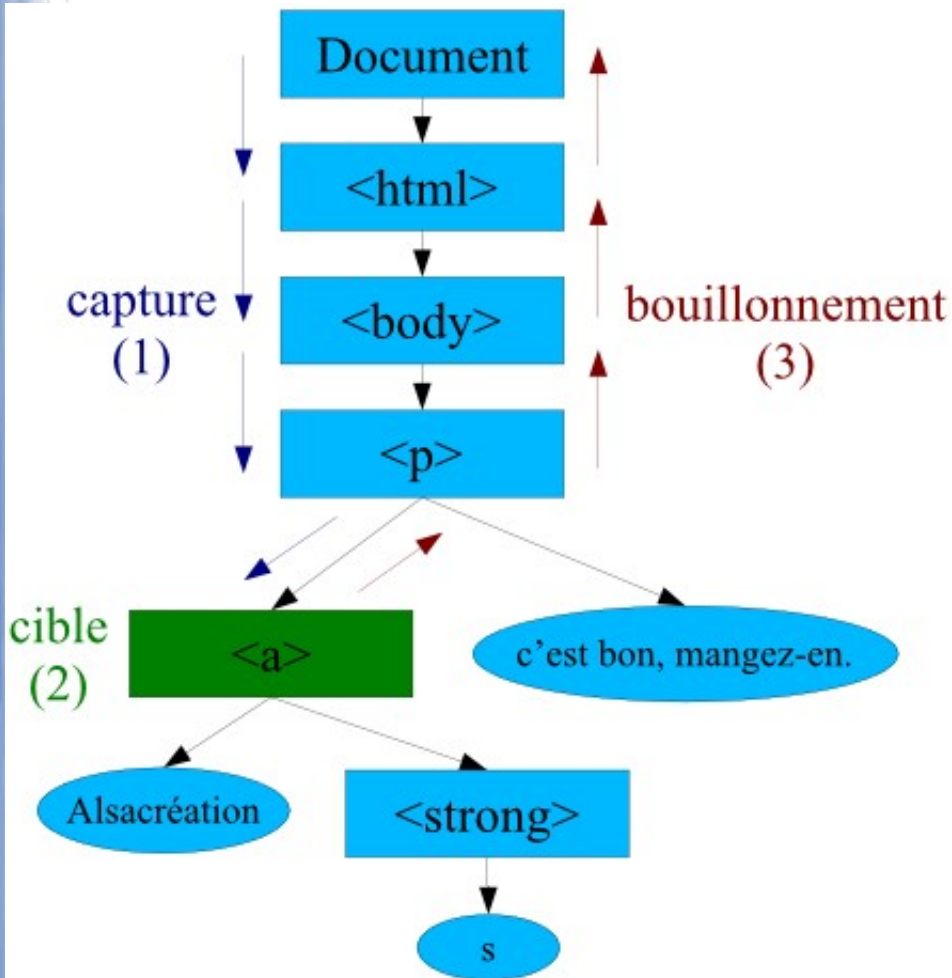 Document
<html>
capture
(1)
<body>
bouillonnement
(3)
<p>
cible
(2)
<a>
c’est bon, mangez-en.
Alsacréation
<strong>
s